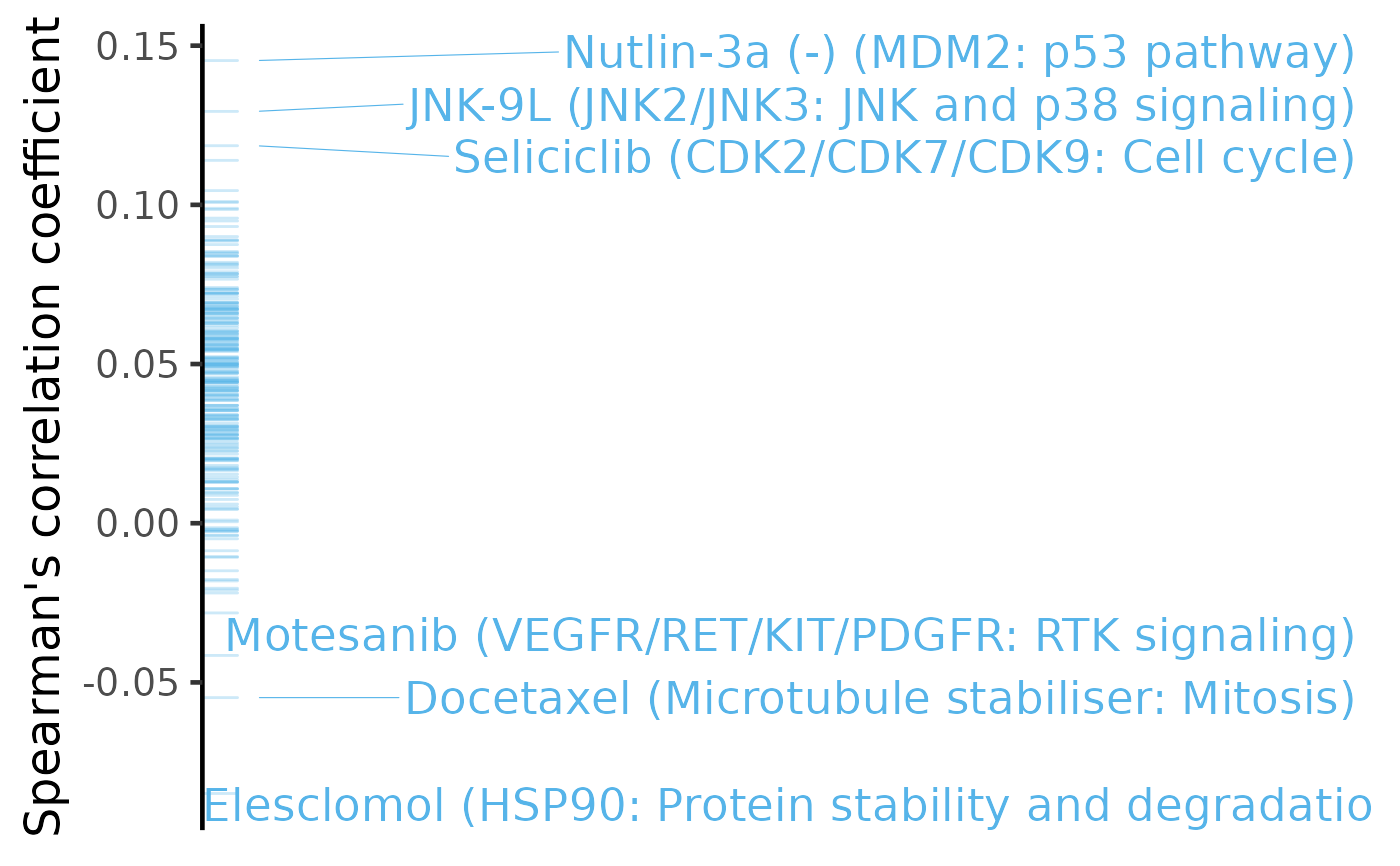 Spearman's correlation coefficient
0.15
0.10
0.05
0.00
-0.05
Nutlin-3a (-) (MDM2: p53 pathway)
JNK-9L (JNK2/JNK3: JNK and p38 signaling)
Seliciclib (CDK2/CDK7/CDK9: Cell cycle)
Motesanib (VEGFR/RET/KIT/PDGFR: RTK signaling)
Docetaxel (Microtubule stabiliser: Mitosis)
Elesclomol (HSP90: Protein stability and degradatio